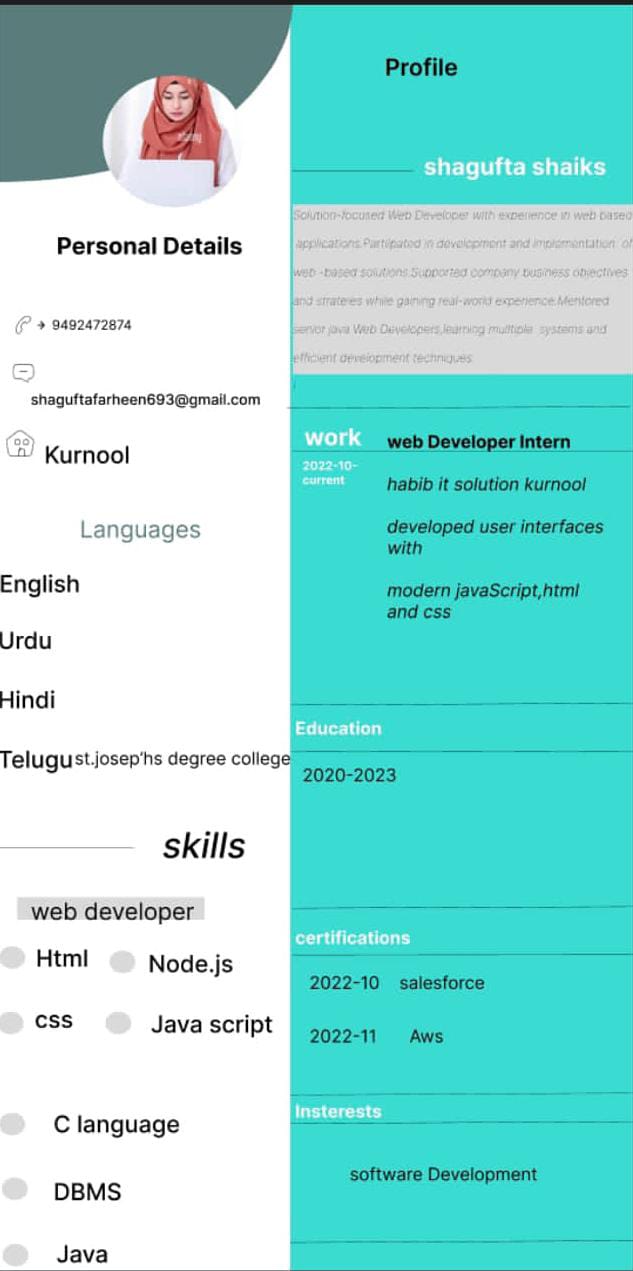 Personal Details
9492472874
shaguftafarheen693@gmail.com
Kurnool
Languages
English
Urdu
Hindi
Telugu
st.josep'hs degree college
skills
web developer
Html
Node.js
css
Java script
C language
DBMS
Java
Profile
shagufta shaiks
Solution-focused Web Developer with experience in web based
applications.Partipated in development and implementation of
web -based solutions.Supported company business objectives
and strateies while gaining real-world experience.Mentored
senior java Web Developers,learning multiple systems and
efficient development techniques.
work
2022-10-
current
web Developer Intern
habib it solution kurnool
developed user interfaces
with
modern javaScript,html
and css
Education
2020-2023
certifications
2022-10 salesforce
2022-11 Aws
Insterests
software Development